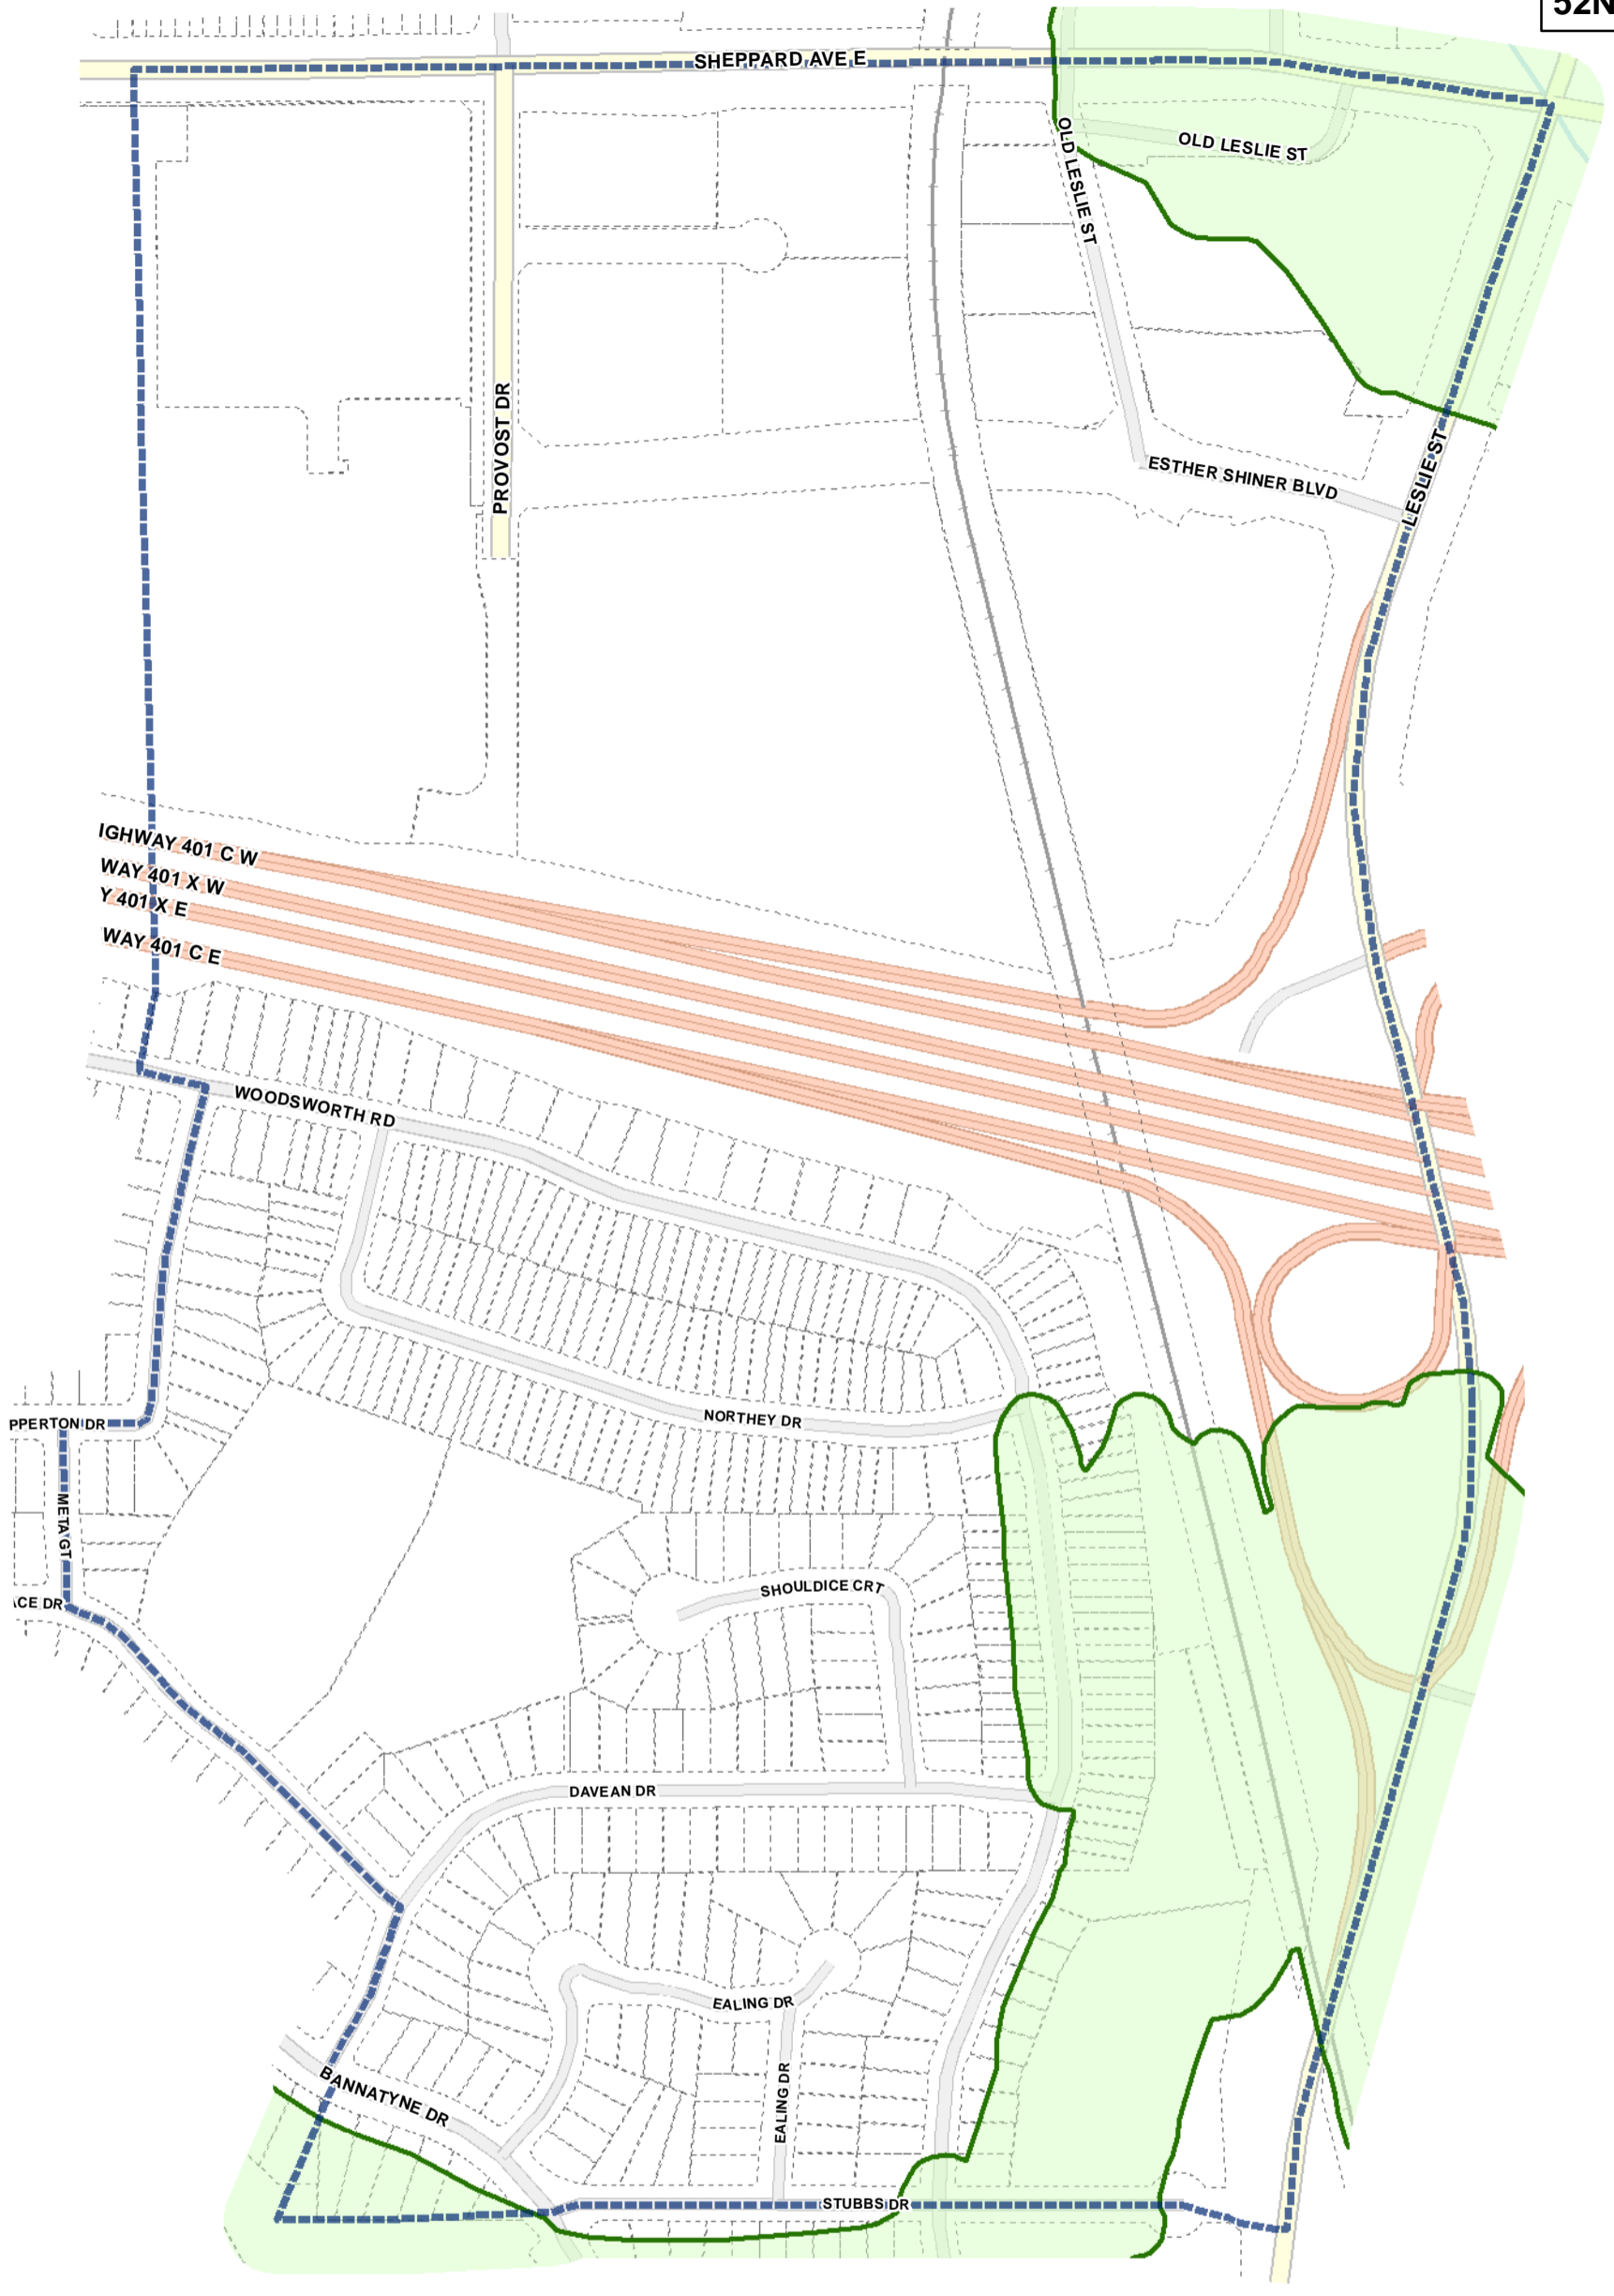 52N
SHEPPARD AVE E
OLD LESLIE ST
OLD LESLIE ST
PROVOST DR
ESTHER SHINER BLVD
LESLIE ST
IGHWAY 401 C W
WAY 401 X W
Y 401 X E
WAY 401 C E
WOODSWORTH RD
PPERTON DR
NORTHEY DR
META GT
ACE DR
SHOULDICE CRT
DAVEAN DR
EALING DR
EALING DR
BANNATYNE DR
STUBBS DR